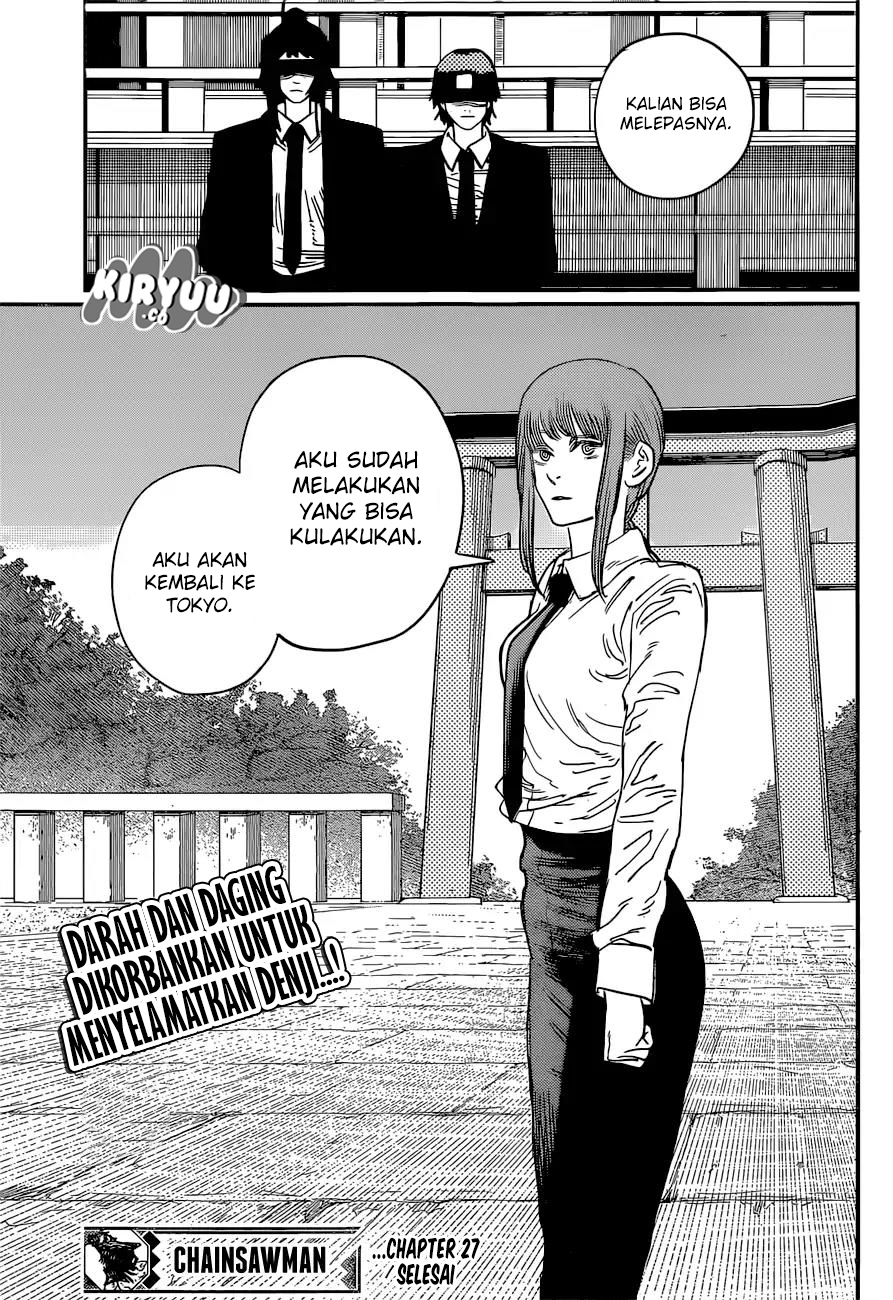 KALIAN BISA
MELEPASNYA.
KIRYUU
.CO
AKU SUDAH
MELAKUKAN
YANG BISA
KULAKUKAN.
AKU AKAN
KEMBALI KE
TOKYO.
DARAH DAN DAGING
DIKORBANKAN UNTUK
MENYELAMATKAN DENJI...!!
CHAINSAWMAN
...CHAPTER 27
SELESAI